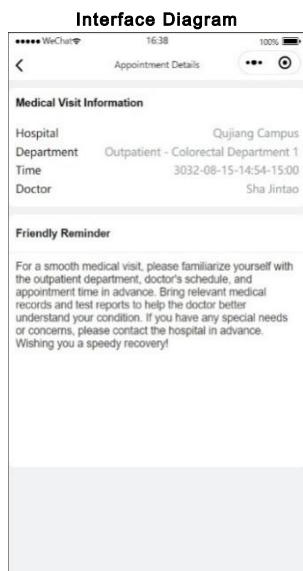 Interface Diagram
WeChat 16:38 100%
Appointment Details
Medical Visit Information
Hospital Qujiang Campus
Department Outpatient - Colorectal Department 1
Time 3032-08-15-14:54-15:00
Doctor Sha Jintao
Friendly Reminder
For a smooth medical visit, please familiarize yourself with
the outpatient department, doctor's schedule, and
appointment time in advance. Bring relevant medical
records and test reports to help the doctor better
understand your condition. If you have any special needs
or concerns, please contact the hospital in advance.
Wishing you a speedy recovery!